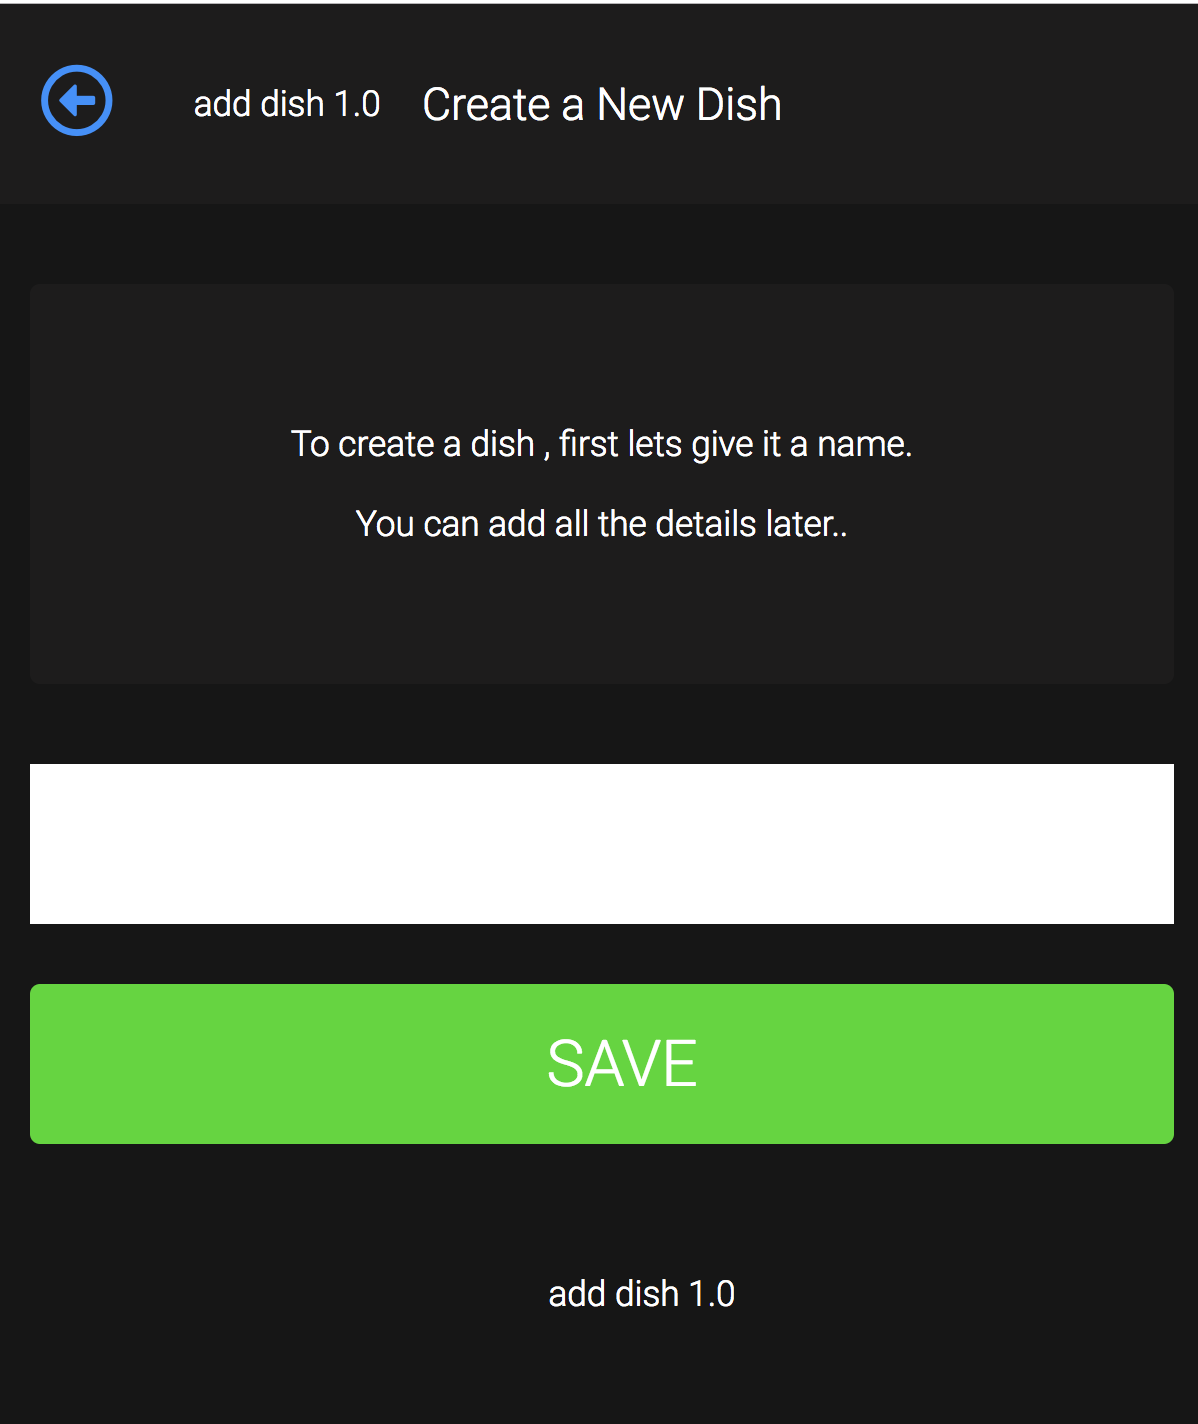 add dish 1.0 Create a New Dish
To create a dish , first lets give it a name.
You can add all the details later..
SAVE
add dish 1.0